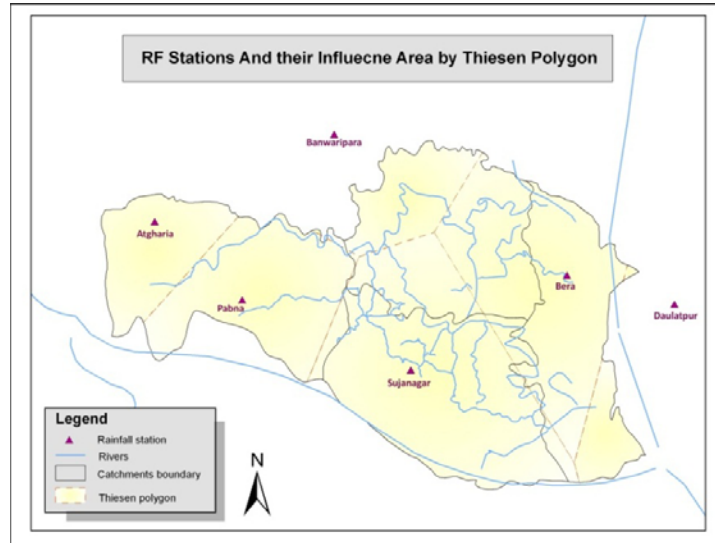 RF Stations And their Influecne Area by Thiesen Polygon
Banwaripara
Atgharia
Bera
Pabna
Daulatpur
Sujanagar
Legend
Rainfall station
Rivers
Catchments boundary
Thiesen polygon
N